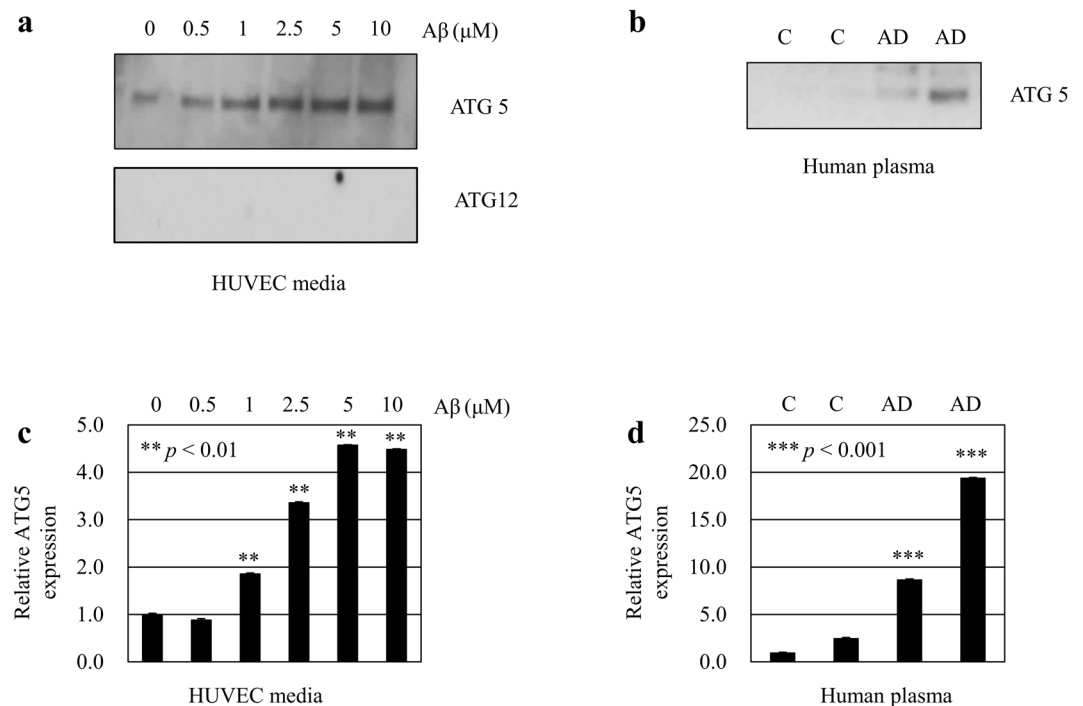 a
0 0.5 1 2.5 5 10 Aβ (μM)
ATG 5
ATG12
HUVEC media
b
C C AD AD
ATG 5
Human plasma
c
0 0.5 1 2.5 5 10 Aβ (μM)
5.0
4.0
3.0
2.0
1.0
0.0
Relative ATG5
expression
** p < 0.01
**
**
**
**
HUVEC media
d
C C AD AD
25.0
20.0
15.0
10.0
5.0
0.0
Relative ATG5
expression
*** p < 0.001
***
***
Human plasma